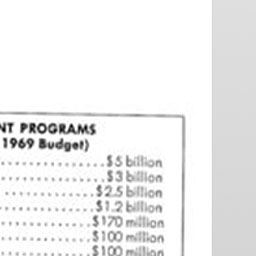 NT PROGRAMS
1969 Budget)
....................$5 billion
....................$3 billion
..................$2.5 billion
..................$1.2 billion
.................$170 million
.................$100 million
.................$100 million